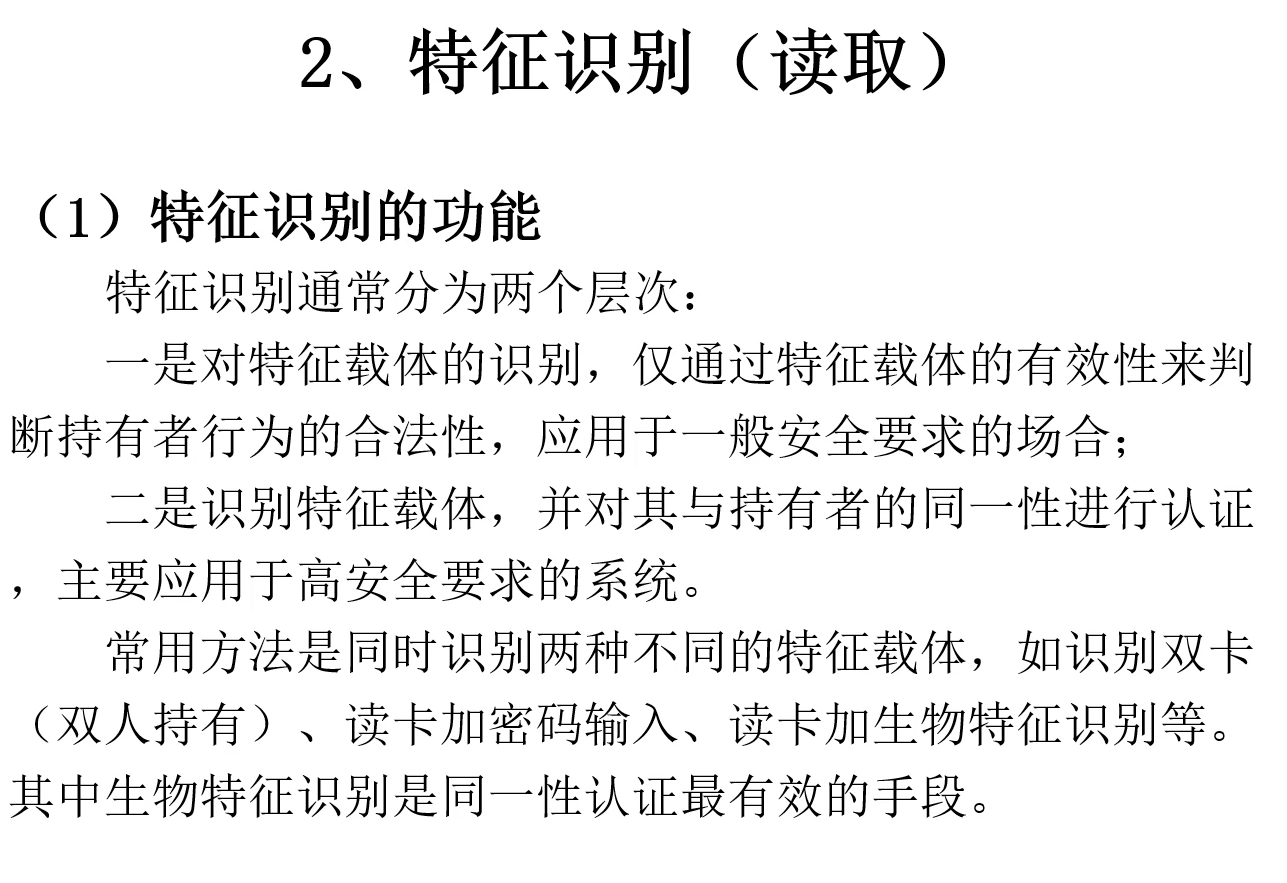 2、特征识别（读取）
（1）特征识别的功能
特征识别通常分为两个层次：
一是对特征载体的识别，仅通过特征载体的有效性来判
断持有者行为的合法性，应用于一般安全要求的场合；
二是识别特征载体，并对其与持有者的同一性进行认证
，主要应用于高安全要求的系统。
常用方法是同时识别两种不同的特征载体，如识别双卡
（双人持有）、读卡加密码输入、读卡加生物特征识别等。
其中生物特征识别是同一性认证最有效的手段。